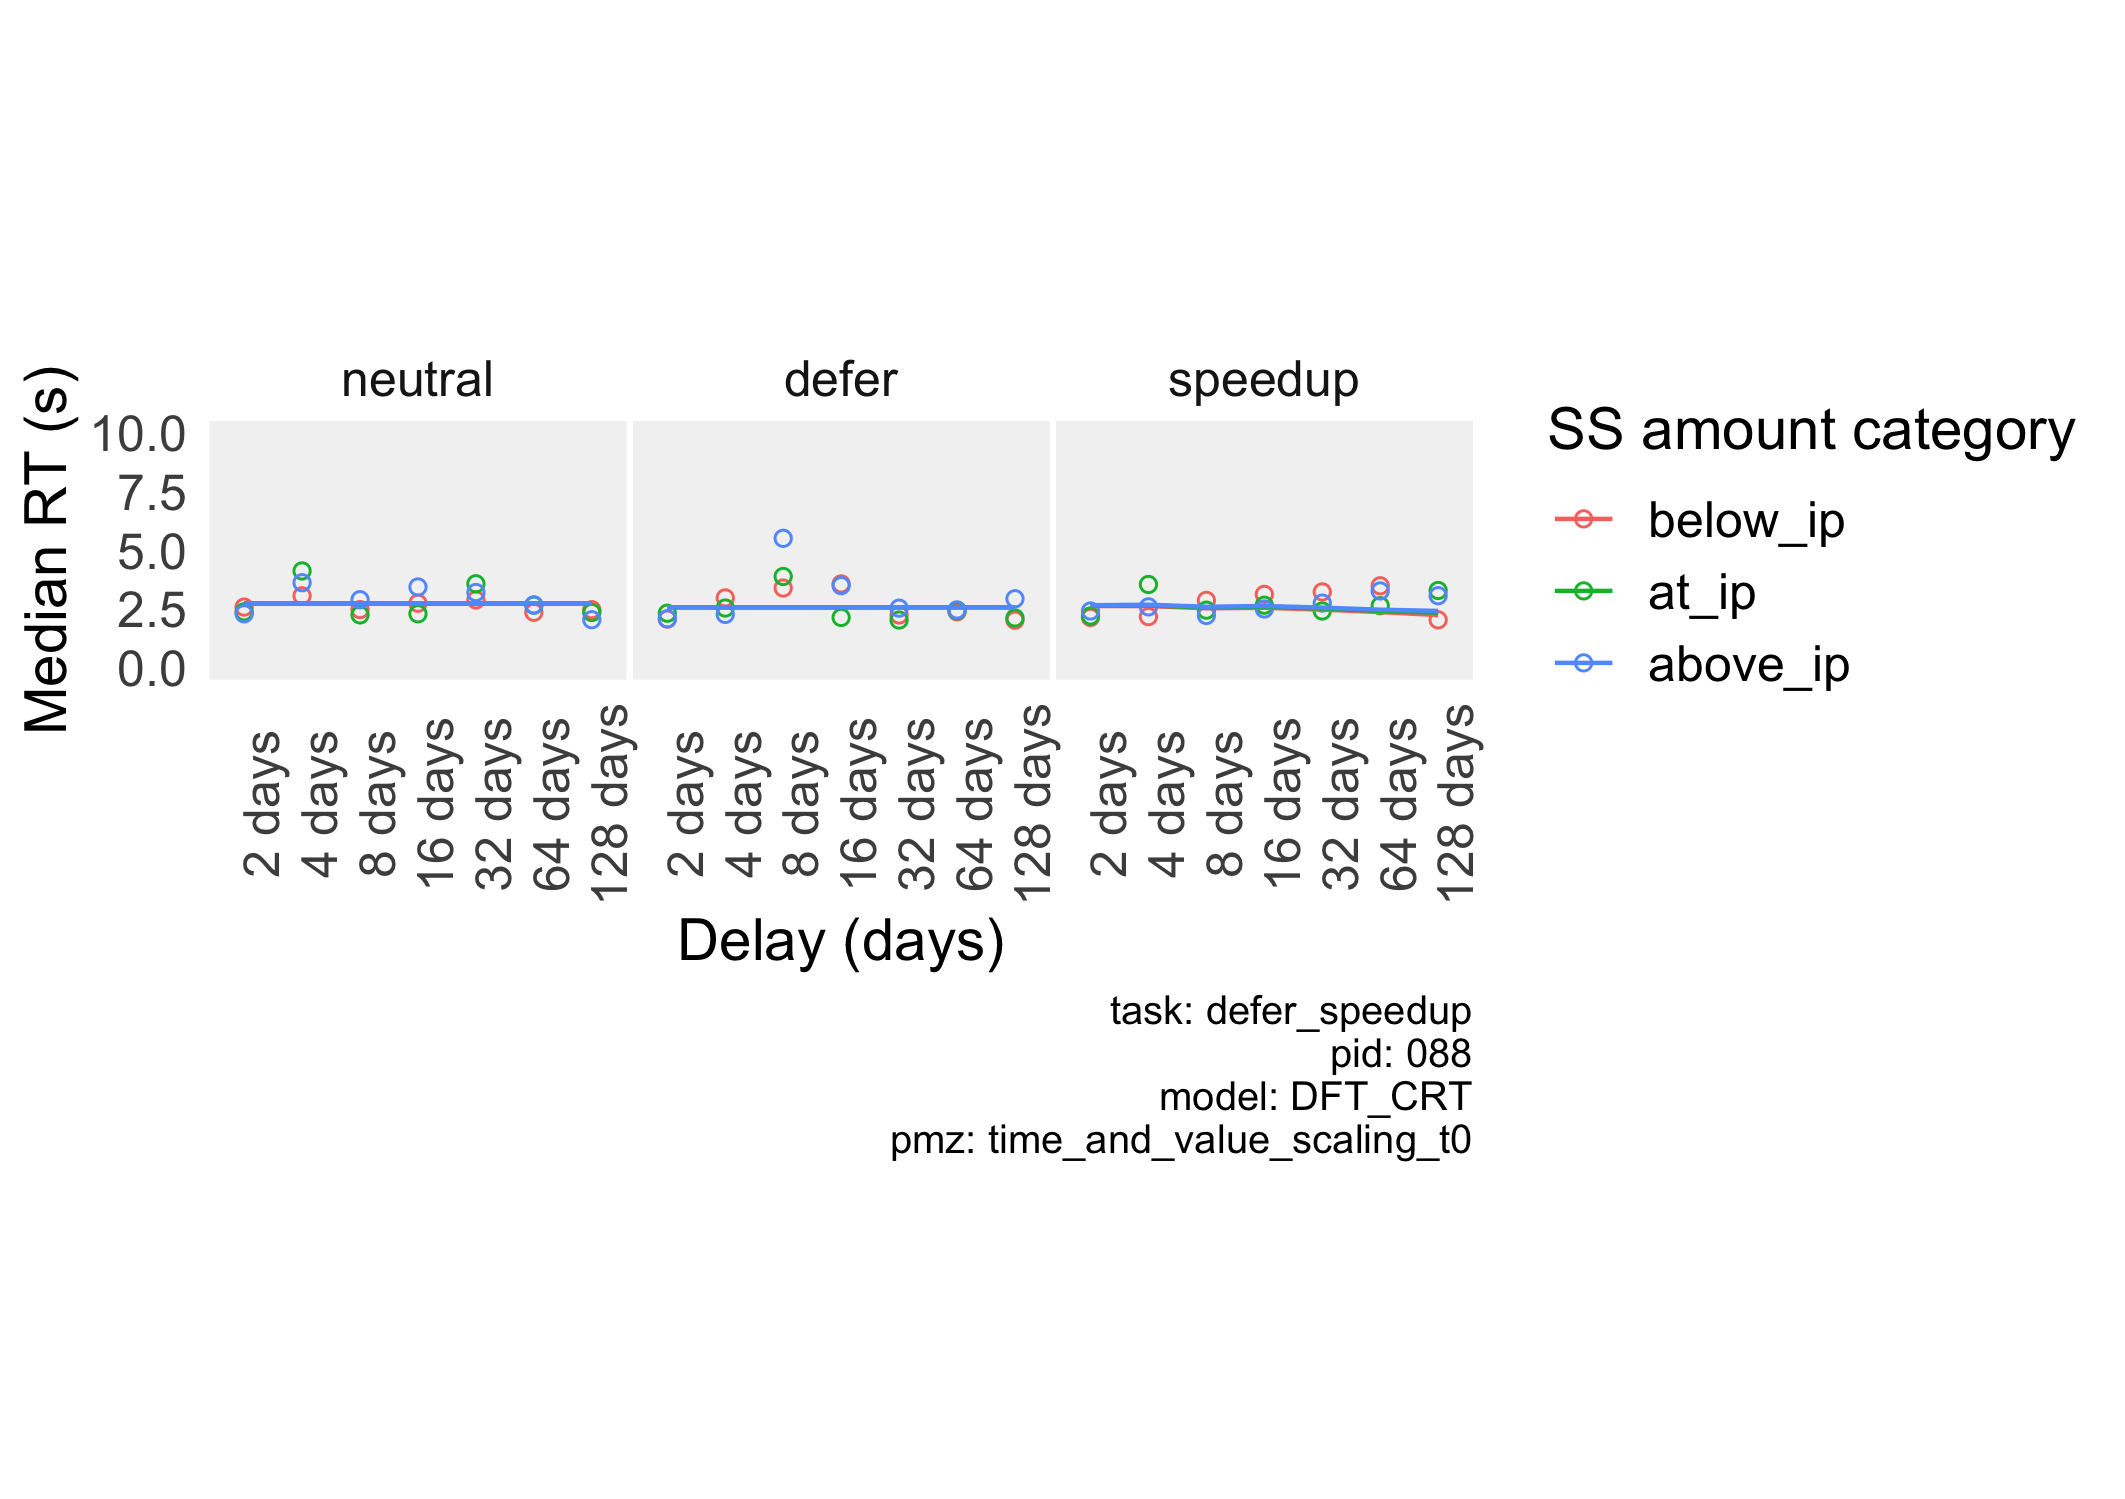 neutral
defer
speedup
Median RT (s)
10.0
7.5
5.0
2.5
0.0
2 days
4 days
8 days
16 days
32 days
64 days
128 days
2 days
4 days
8 days
16 days
32 days
64 days
128 days
2 days
4 days
8 days
16 days
32 days
64 days
128 days
Delay (days)
SS amount category
below_ip
at_ip
above_ip
task: defer_speedup
pid: 088
model: DFT_CRT
pmz: time_and_value_scaling_t0